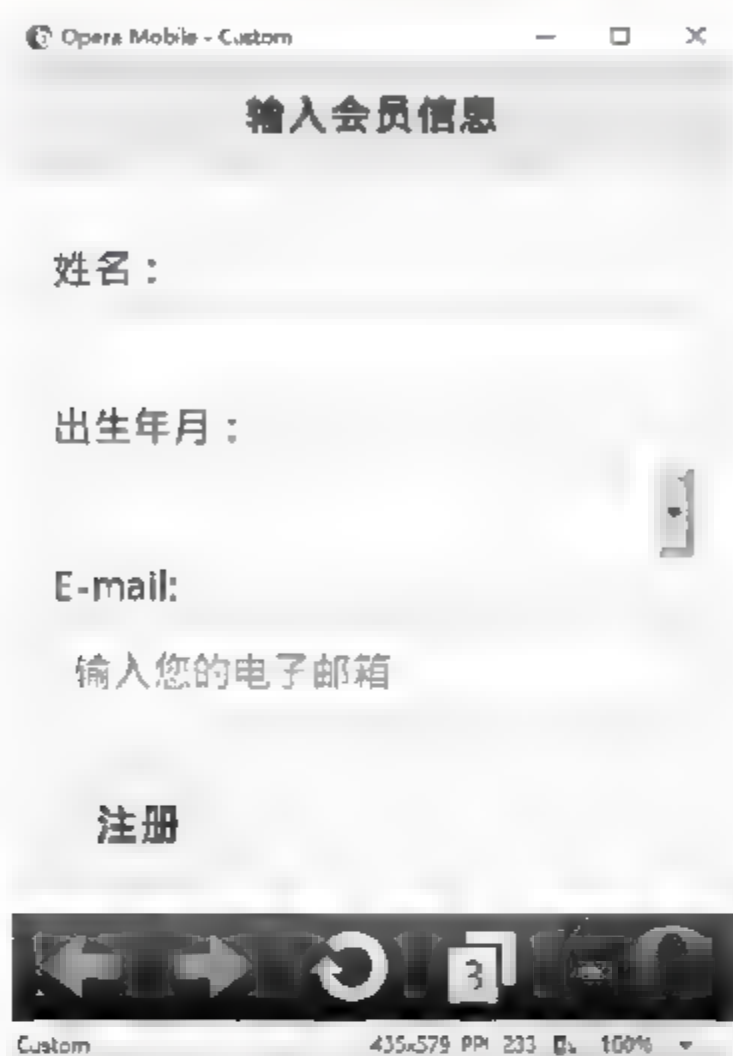 Opera Mobile - Custom
输入会员信息
姓名：
出生年月：
E-mail:
输入您的电子邮箱
注册
3
Custom 435x579 PPI 233 100%